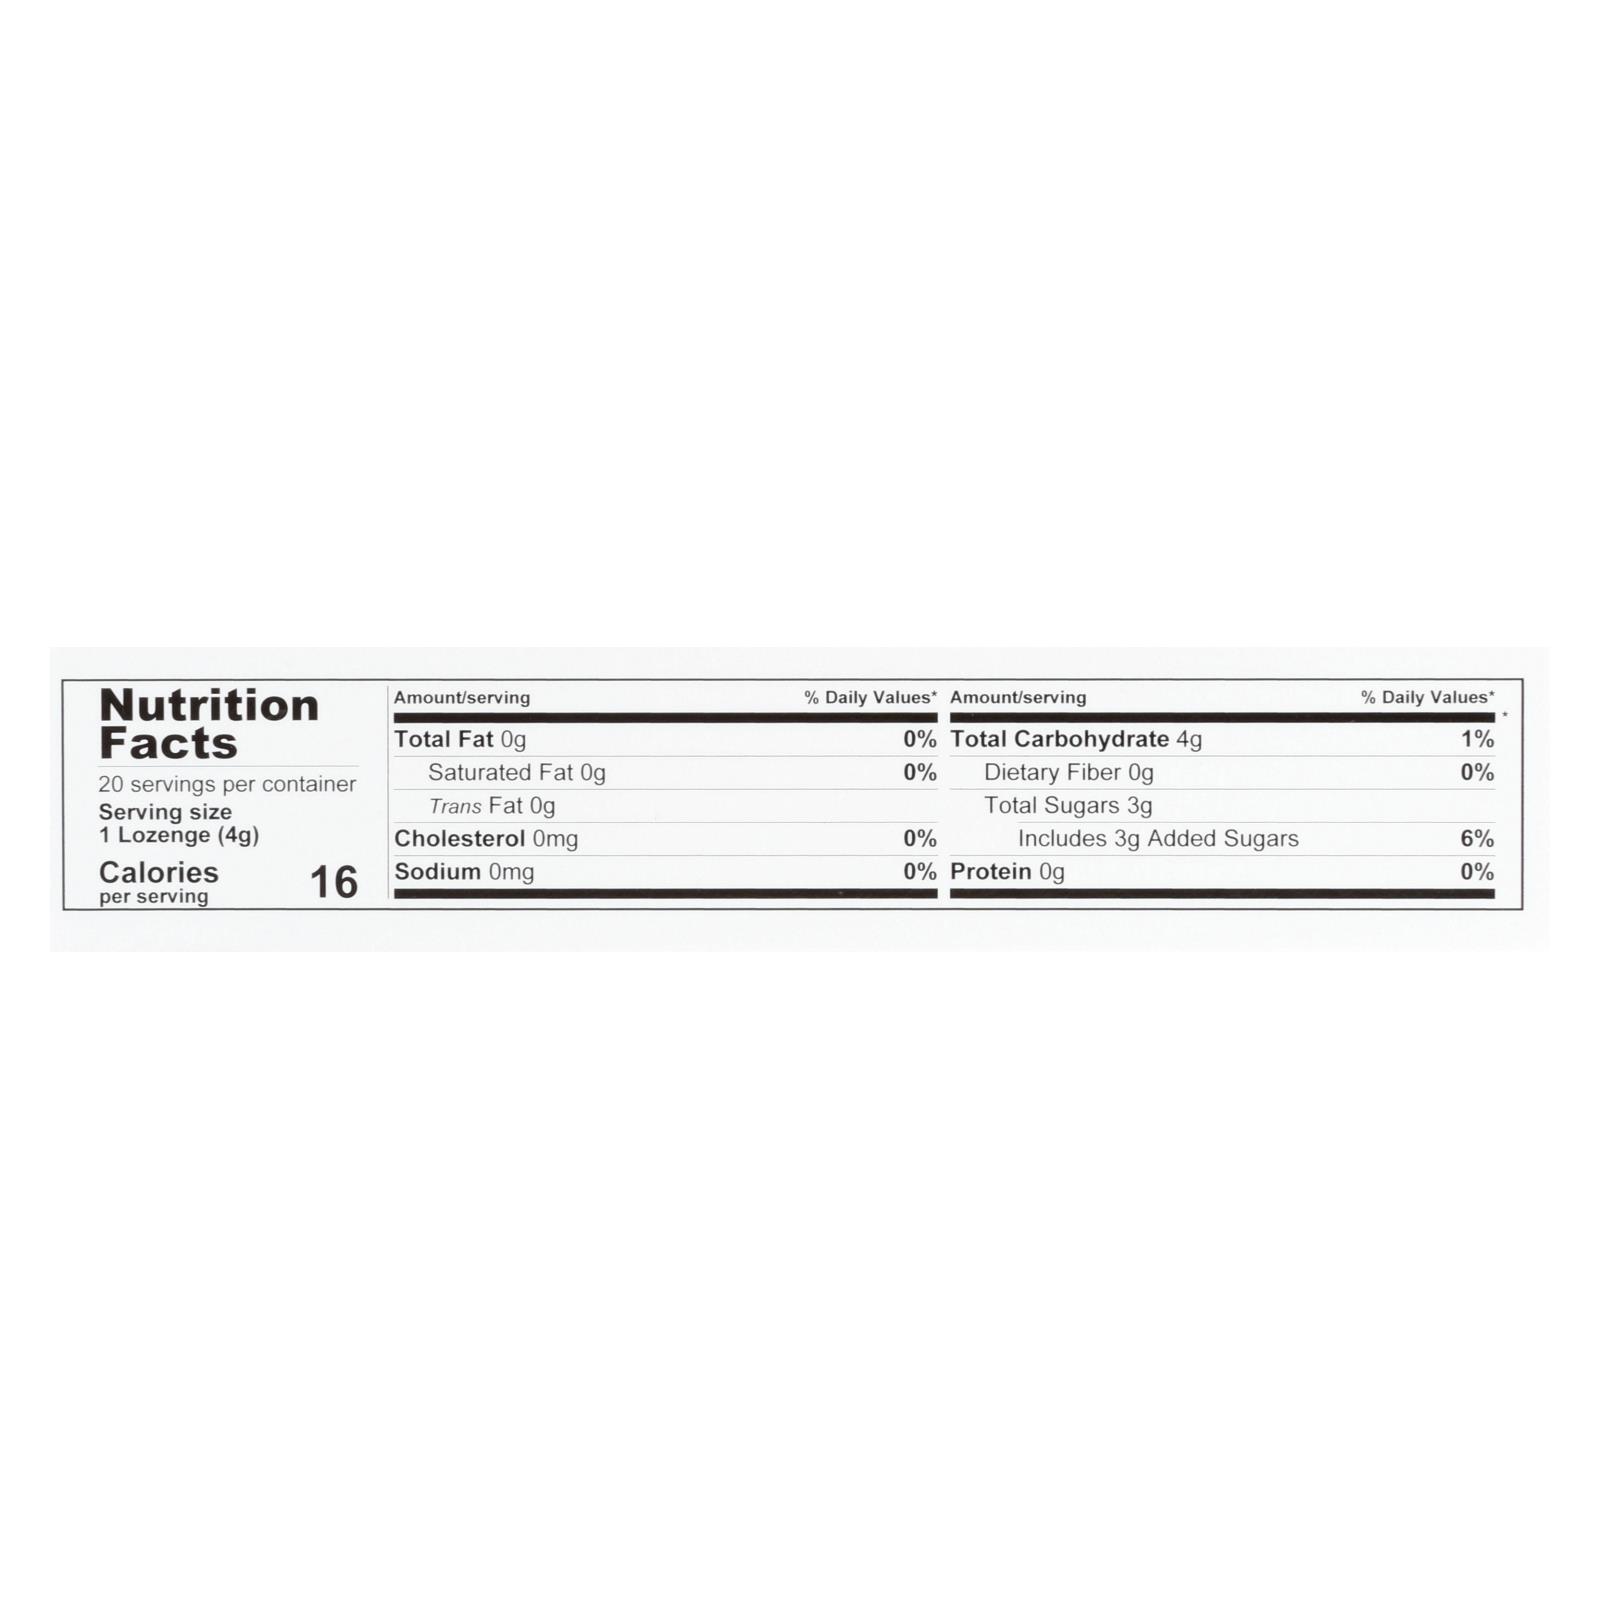 Nutrition
Facts
20 servings per container
Serving size
1 Lozenge (4g)
Calories 16
per serving
Amount/serving % Daily Values*
Total Fat 0g 0%
Saturated Fat 0g 0%
Trans Fat 0g
Cholesterol 0mg 0%
Sodium 0mg 0%
Amount/serving % Daily Values*
*
Total Carbohydrate 4g 1%
Dietary Fiber 0g 0%
Total Sugars 3g
Includes 3g Added Sugars 6%
Protein 0g 0%